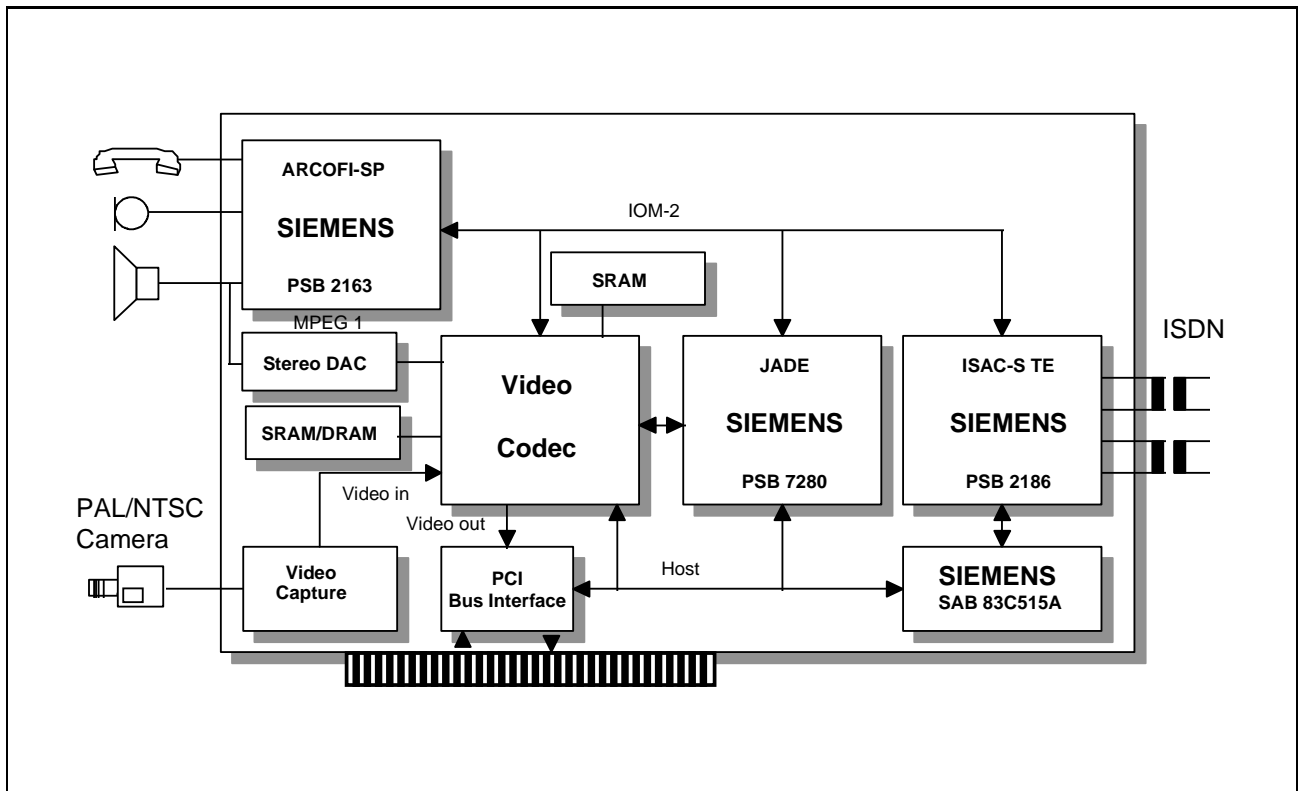 ARCOFI-SP
SIEMENS
PSB 2163
IOM-2
SRAM
MPEG 1
Stereo DAC
SRAM/DRAM
Video
Codec
JADE
SIEMENS
PSB 7280
ISAC-S TE
SIEMENS
PSB 2186
ISDN
Video in
Video out
PAL/NTSC
Camera
Video
Capture
PCI
Bus Interface
Host
SIEMENS
SAB 83C515A